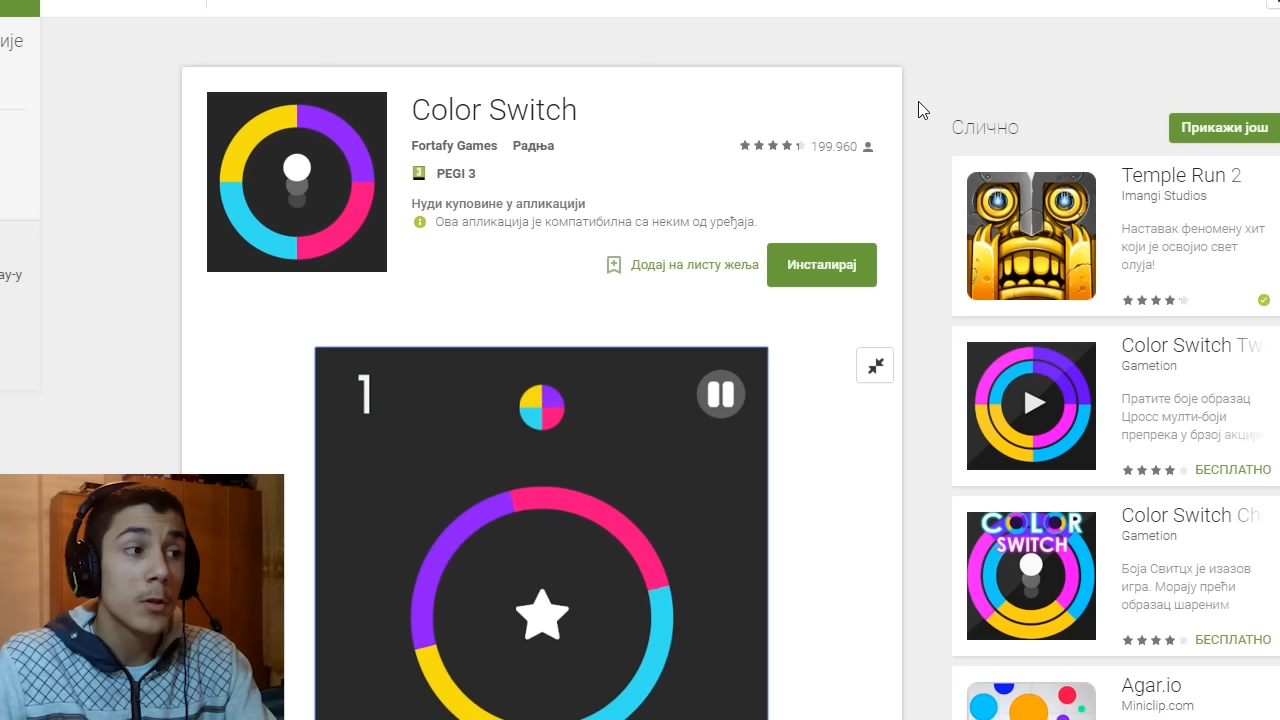 ије
ау-у
Color Switch
Fortafy Games Радња
199.960
3 PEGI 3
Нуди куповине у апликацији
Ова апликација је компатибилна са неким од уређаја.
Додај на листу жеља
Инсталирај
1
Слично
Прикажи још
Temple Run 2
Imangi Studios
Наставак феномену хит
који је освојио свет
олуја!
Color Switch Tw
Gametion
Пратите боје образац
Цросс мулти-боји
препрека у брзој акциј
БЕСПЛАТНО
COLOR
SWITCH
Color Switch Ch
Gametion
Боја Свитцх је изазов
игра. Морају прећи
образац шареним
БЕСПЛАТНО
Agar.io
Miniclip.com